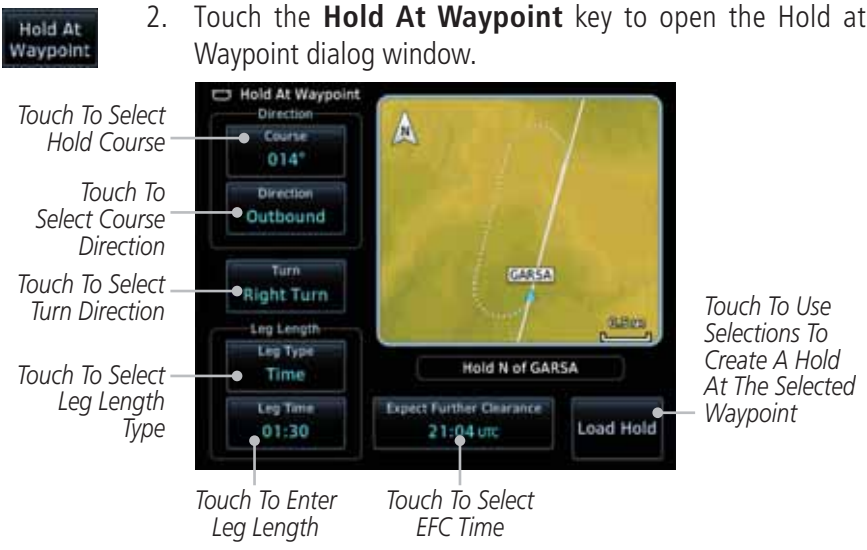 Hold At
Waypoint
2. Touch the Hold At Waypoint key to open the Hold at
Waypoint dialog window.
Touch To Select
Hold Course
Touch To
Select Course
Direction
Touch To Select
Turn Direction
Touch To Select
Leg Length
Type
Hold At Waypoint
Direction
Course
014°
Direction
Outbound
Turn
Right Turn
Leg Length
Leg Type
Time
Leg Time
01:30
N
GARSA
0.5NM
Hold N of GARSA
Expect Further Clearance
21:04 UTC
Load Hold
Touch To Use
Selections To
Create A Hold
At The Selected
Waypoint
Touch To Enter
Leg Length
Touch To Select
EFC Time